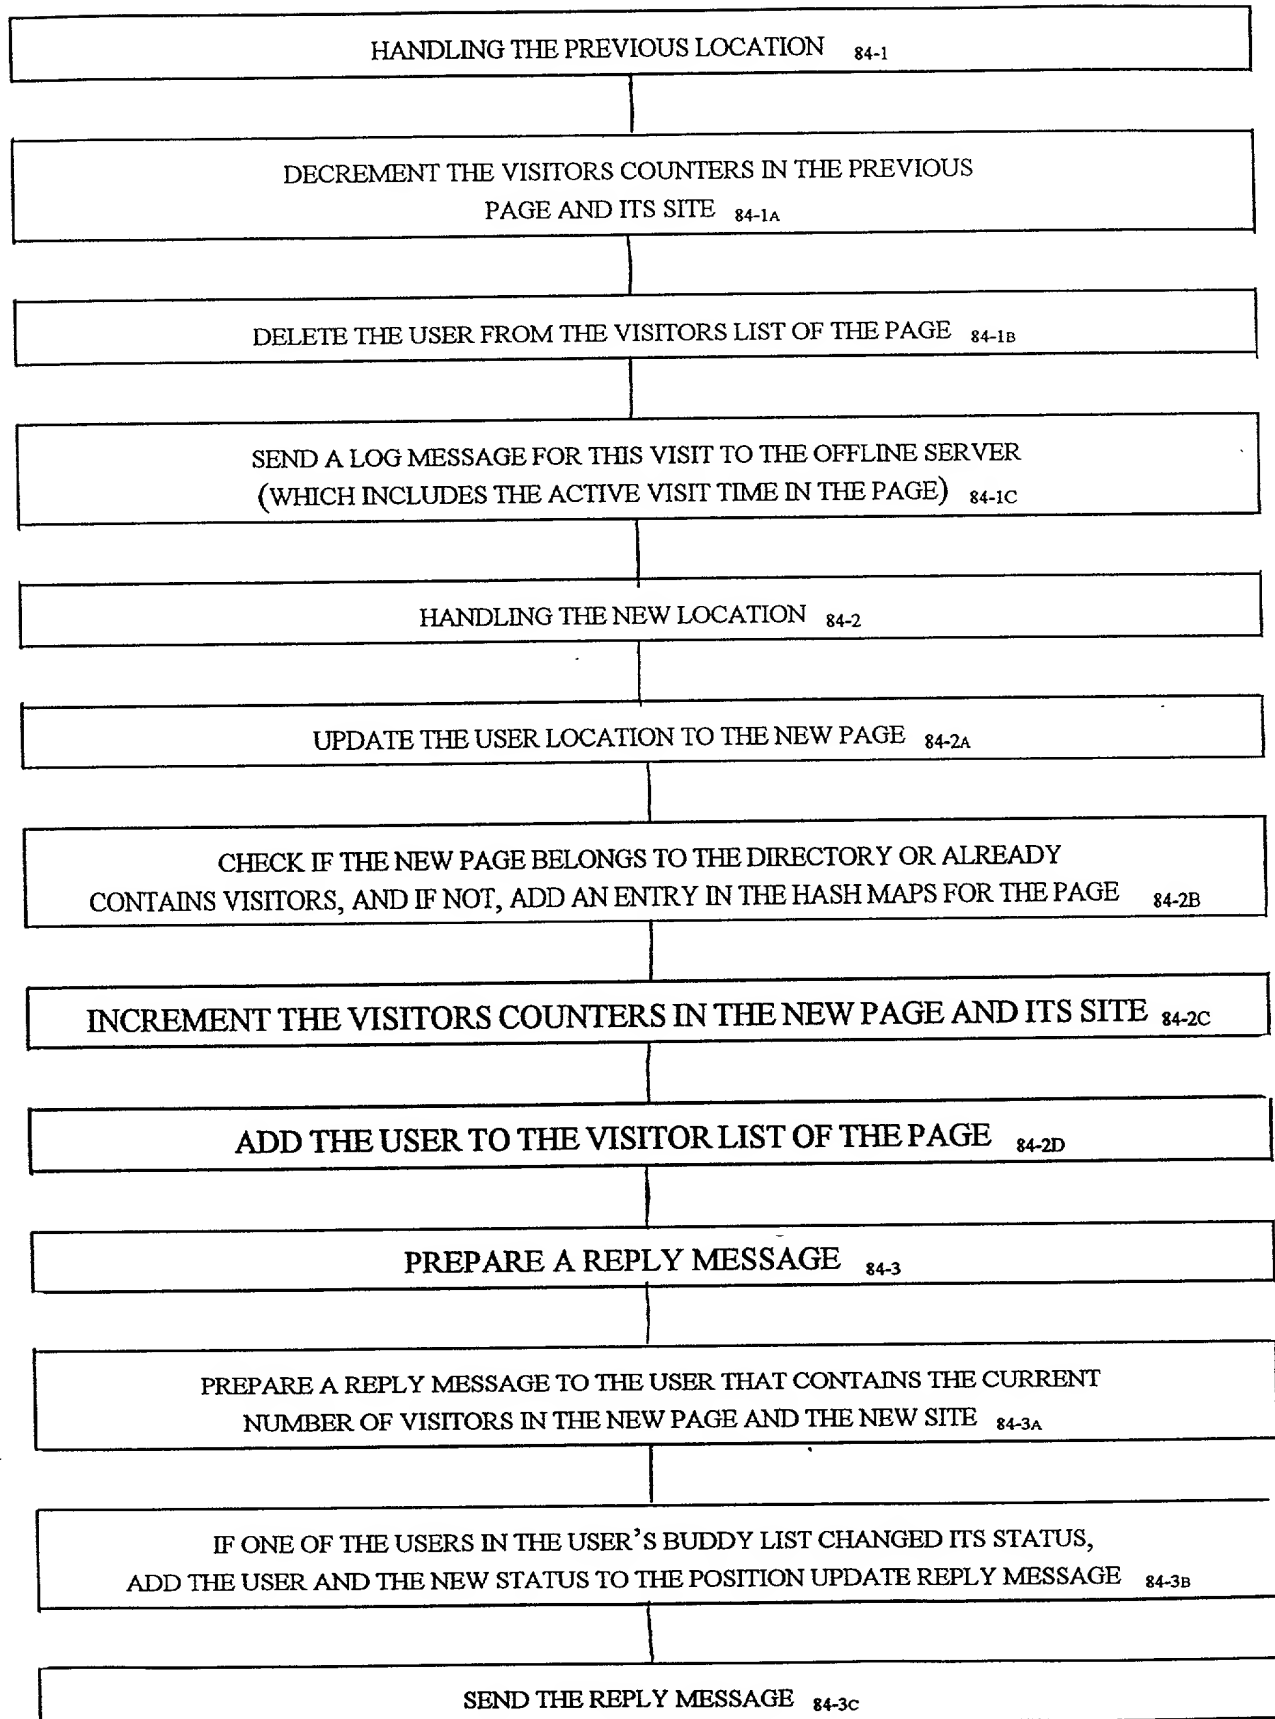 HANDLING THE PREVIOUS LOCATION 84-1
DECREMENT THE VISITORS COUNTERS IN THE PREVIOUS
PAGE AND ITS SITE 84-1A
DELETE THE USER FROM THE VISITORS LIST OF THE PAGE 84-1B
SEND A LOG MESSAGE FOR THIS VISIT TO THE OFFLINE SERVER
(WHICH INCLUDES THE ACTIVE VISIT TIME IN THE PAGE) 84-1C
HANDLING THE NEW LOCATION 84-2
UPDATE THE USER LOCATION TO THE NEW PAGE 84-2A
CHECK IF THE NEW PAGE BELONGS TO THE DIRECTORY OR ALREADY
CONTAINS VISITORS, AND IF NOT, ADD AN ENTRY IN THE HASH MAPS FOR THE PAGE 84-2B
INCREMENT THE VISITORS COUNTERS IN THE NEW PAGE AND ITS SITE 84-2C
ADD THE USER TO THE VISITOR LIST OF THE PAGE 84-2D
PREPARE A REPLY MESSAGE 84-3
PREPARE A REPLY MESSAGE TO THE USER THAT CONTAINS THE CURRENT
NUMBER OF VISITORS IN THE NEW PAGE AND THE NEW SITE 84-3A
IF ONE OF THE USERS IN THE USER'S BUDDY LIST CHANGED ITS STATUS,
ADD THE USER AND THE NEW STATUS TO THE POSITION UPDATE REPLY MESSAGE 84-3B
SEND THE REPLY MESSAGE 84-3C